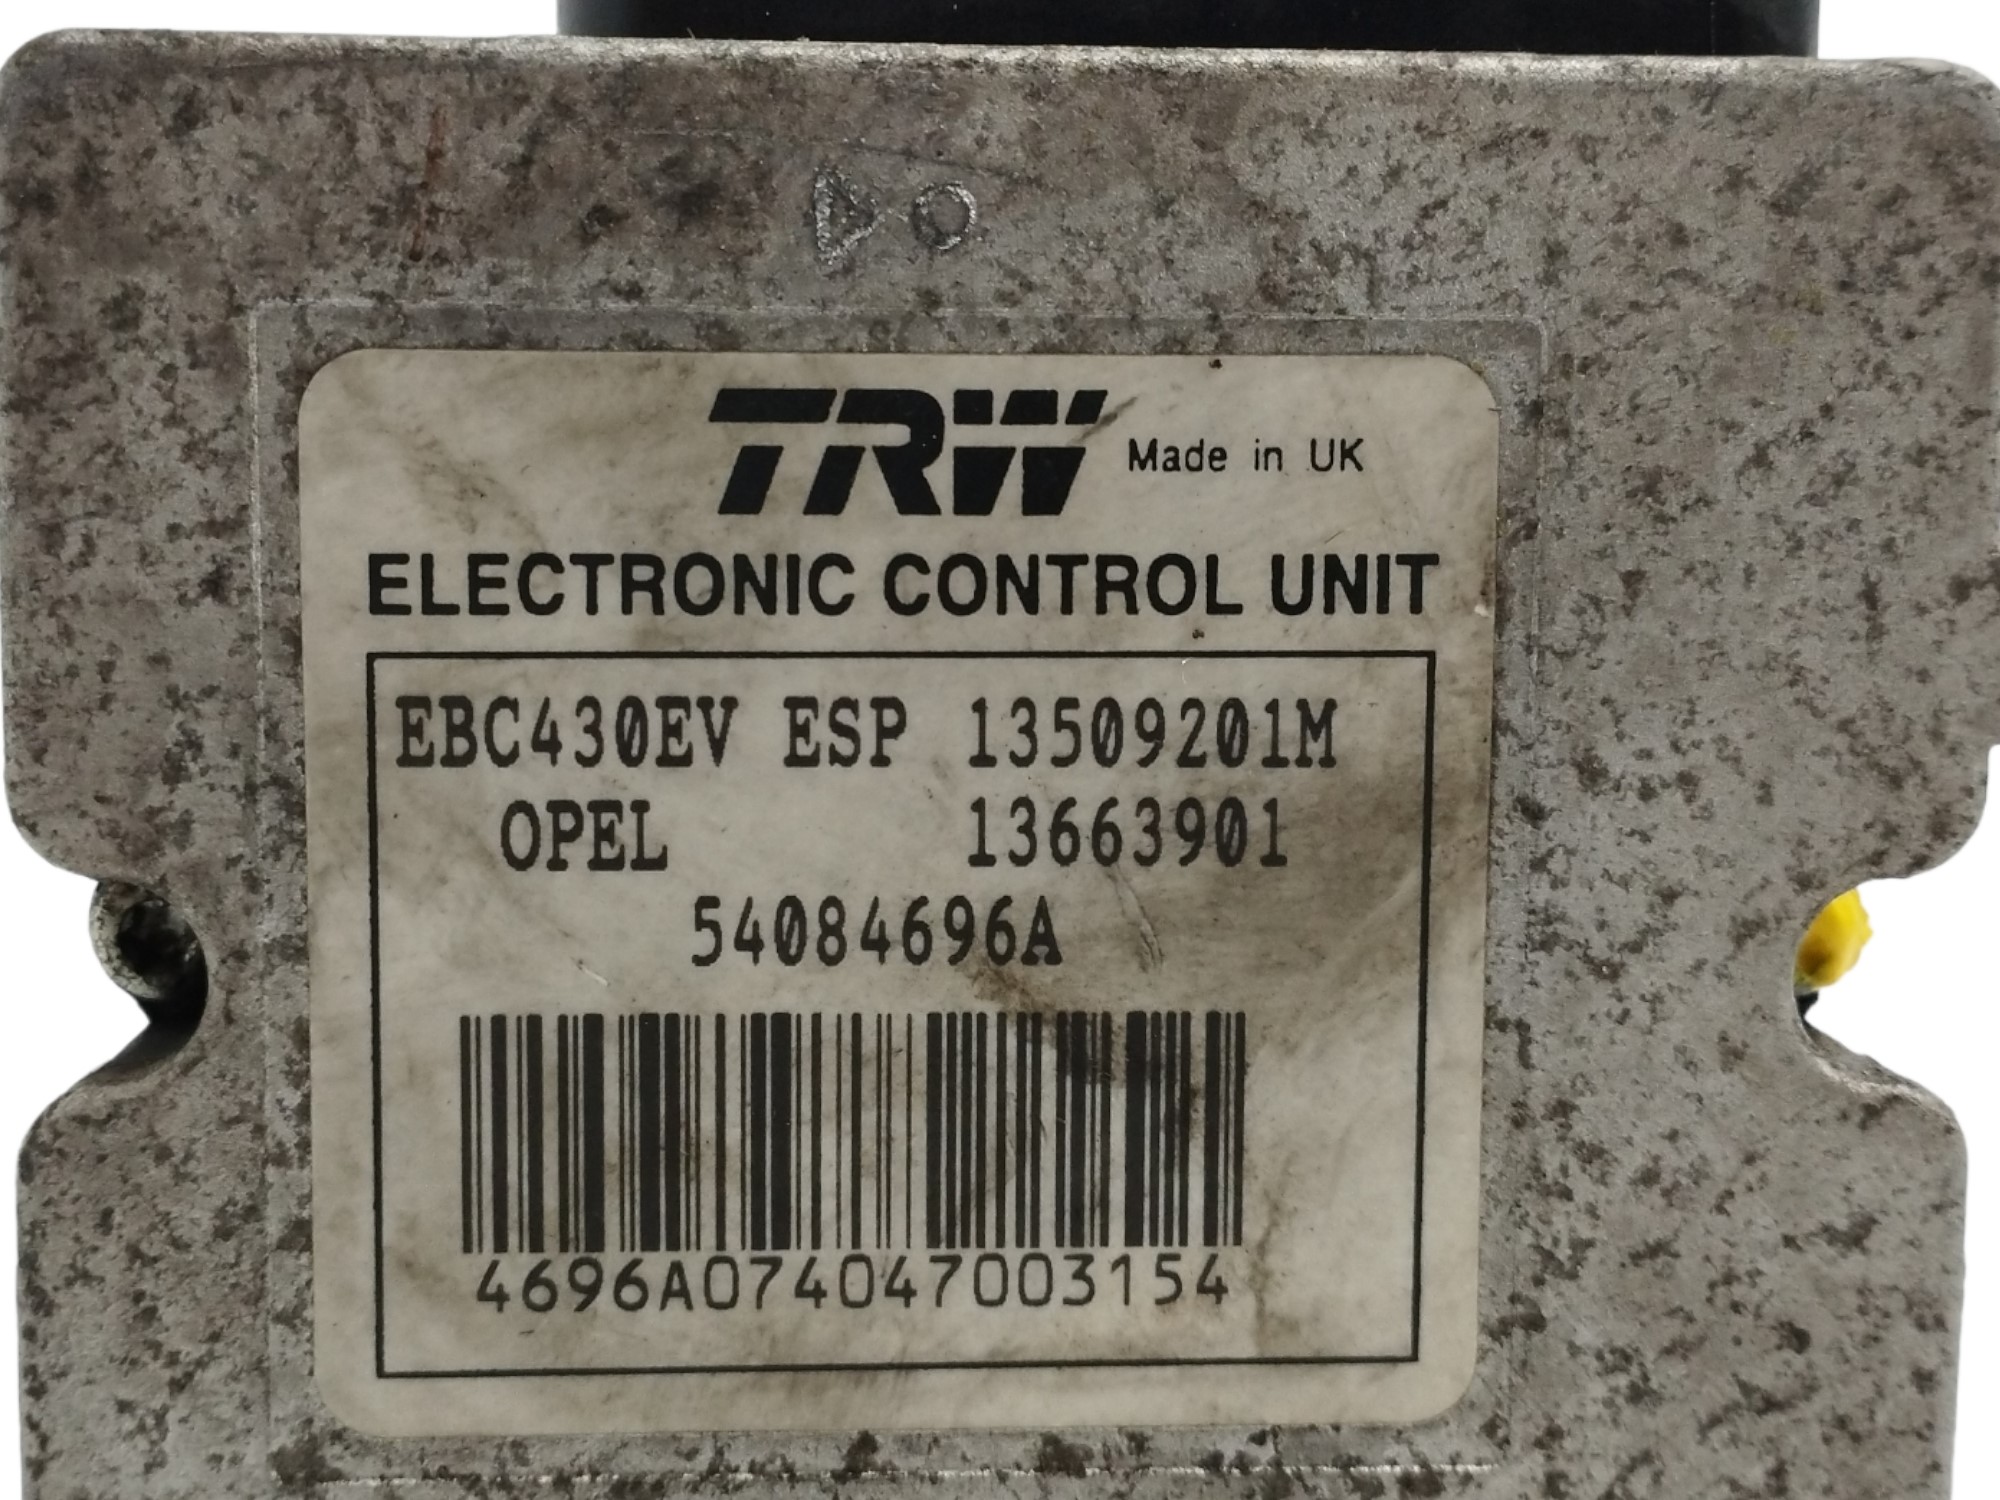 TRW Made in UK
ELECTRONIC CONTROL UNIT
EBC430EV ESP 13509201M
OPEL 13663901
54084696A
4696A074047003154